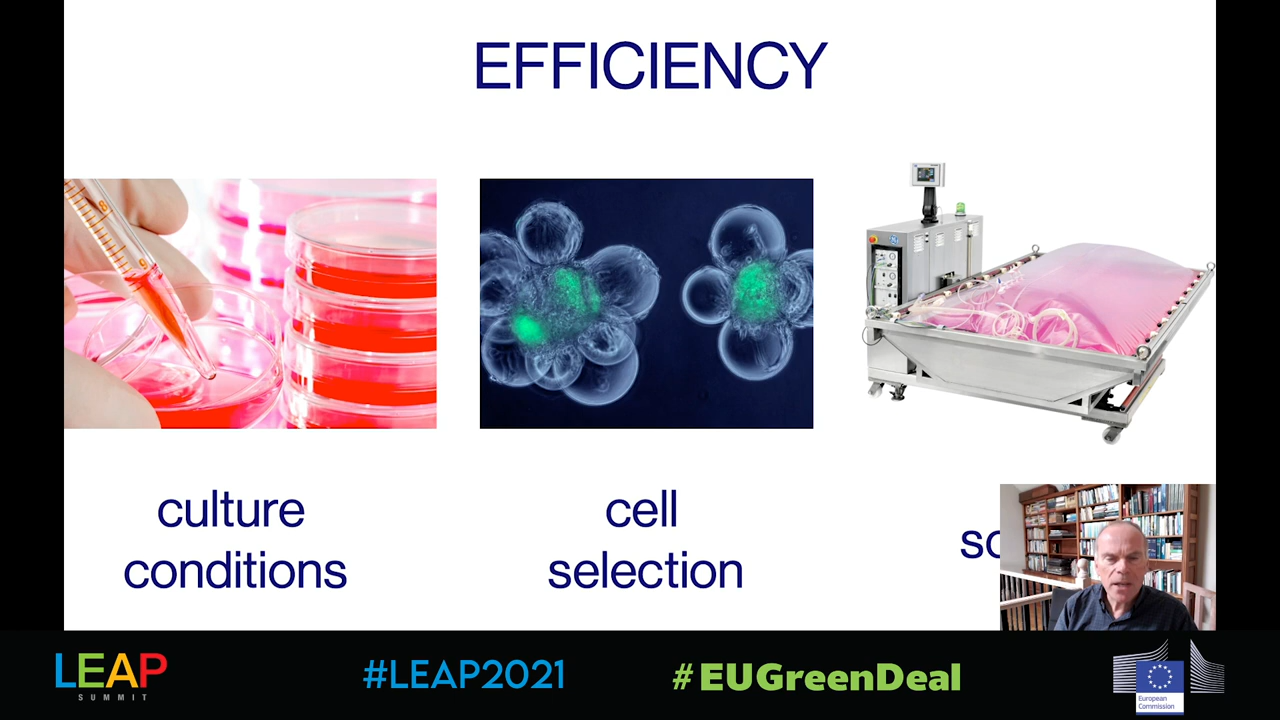 EFFICIENCY
culture
conditions
cell
selection
LEAP
SUMMIT
#LEAP2021
#EUGreenDeal
European
Commission